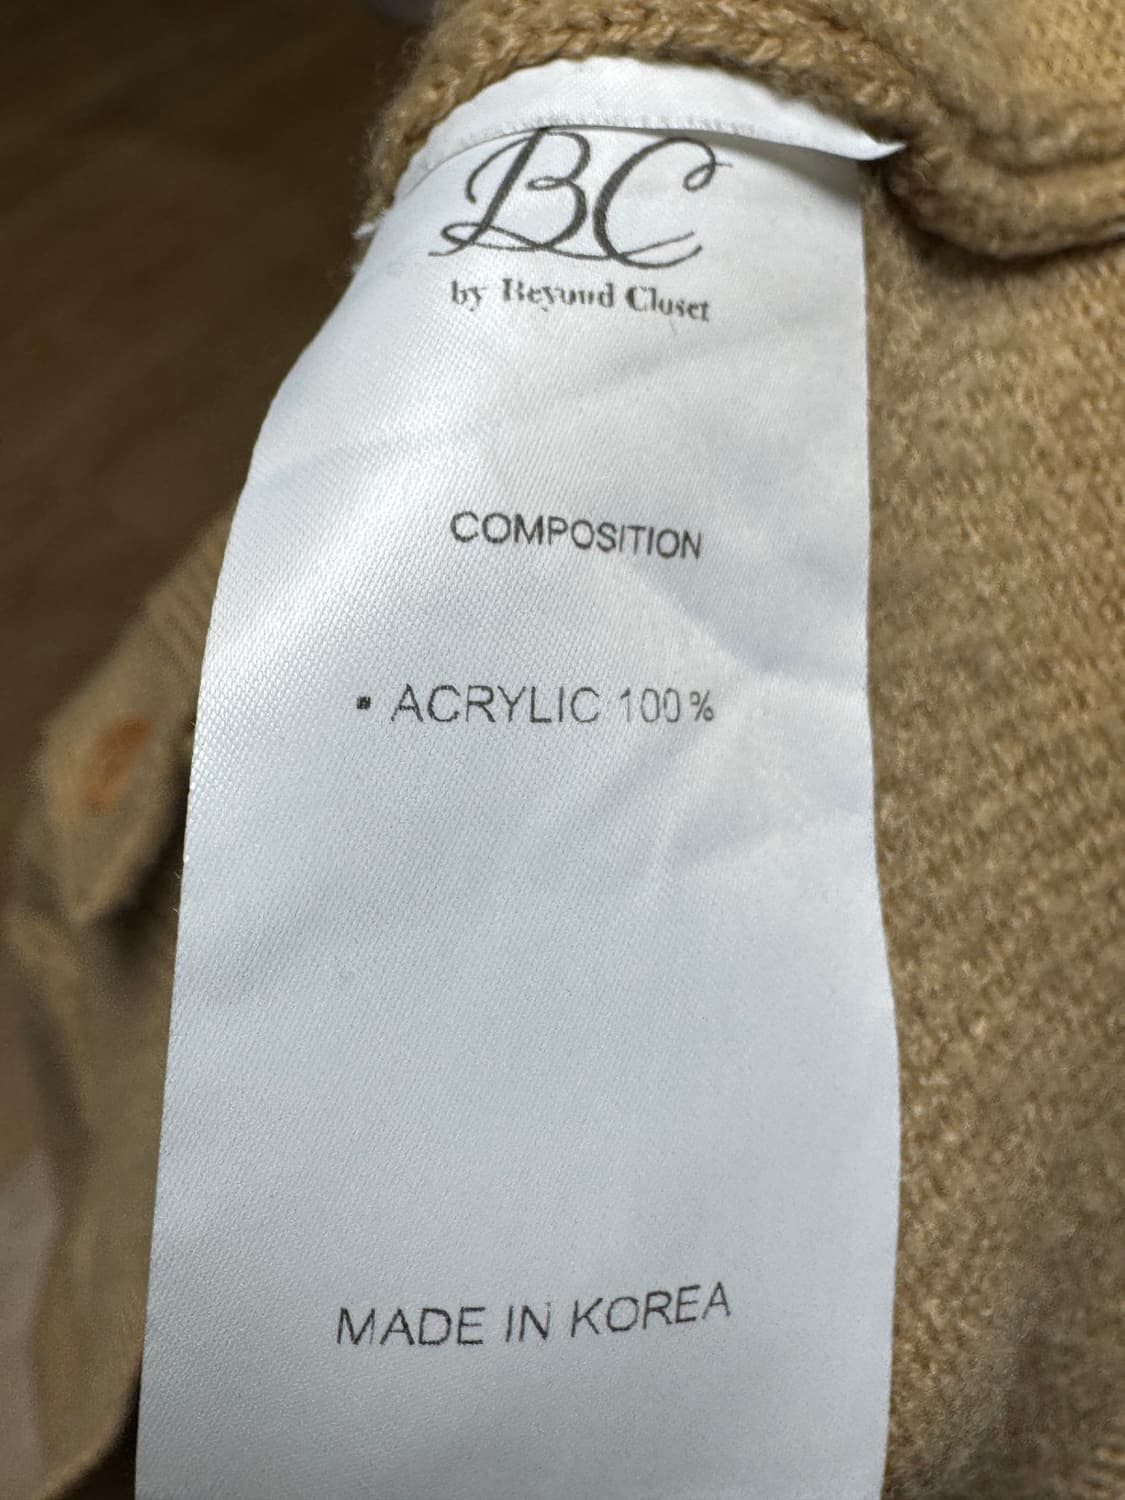 BC
by Beyond Closet
COMPOSITION
▪ ACRYLIC 100%
MADE IN KOREA